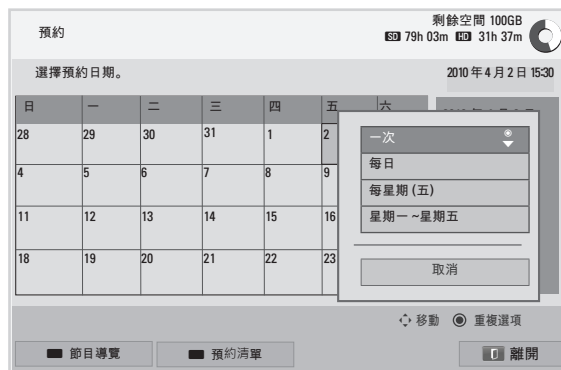 預約
剩餘空間 100GB
SD 79h 03m HD 31h 37m
選擇預約日期。
2010 年 4 月 2 日 15:30
日 一 二 三 四 五 六
28 29 30 31 1 2
4 5 6 7 8 9
11 12 13 14 15 16
18 19 20 21 22 23
一次
每日
每星期 (五)
星期一 ~星期五
取消
移動 重複選項
節目導覽 預約清單 離開